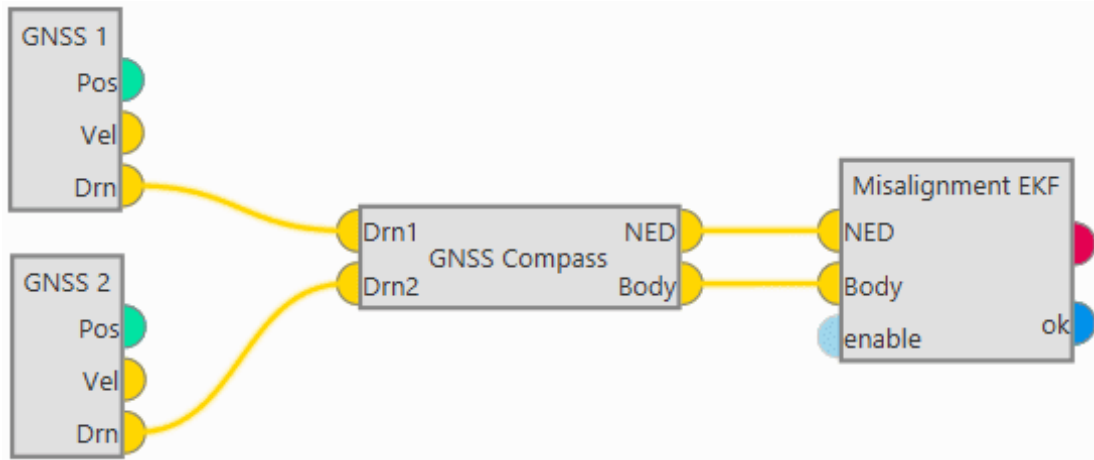 GNSS 1
Pos
Vel
Drn
GNSS 2
Pos
Vel
Drn
Drn1
NED
GNSS Compass
Drn2
Body
Misalignment EKF
NED
Body
enable
ok